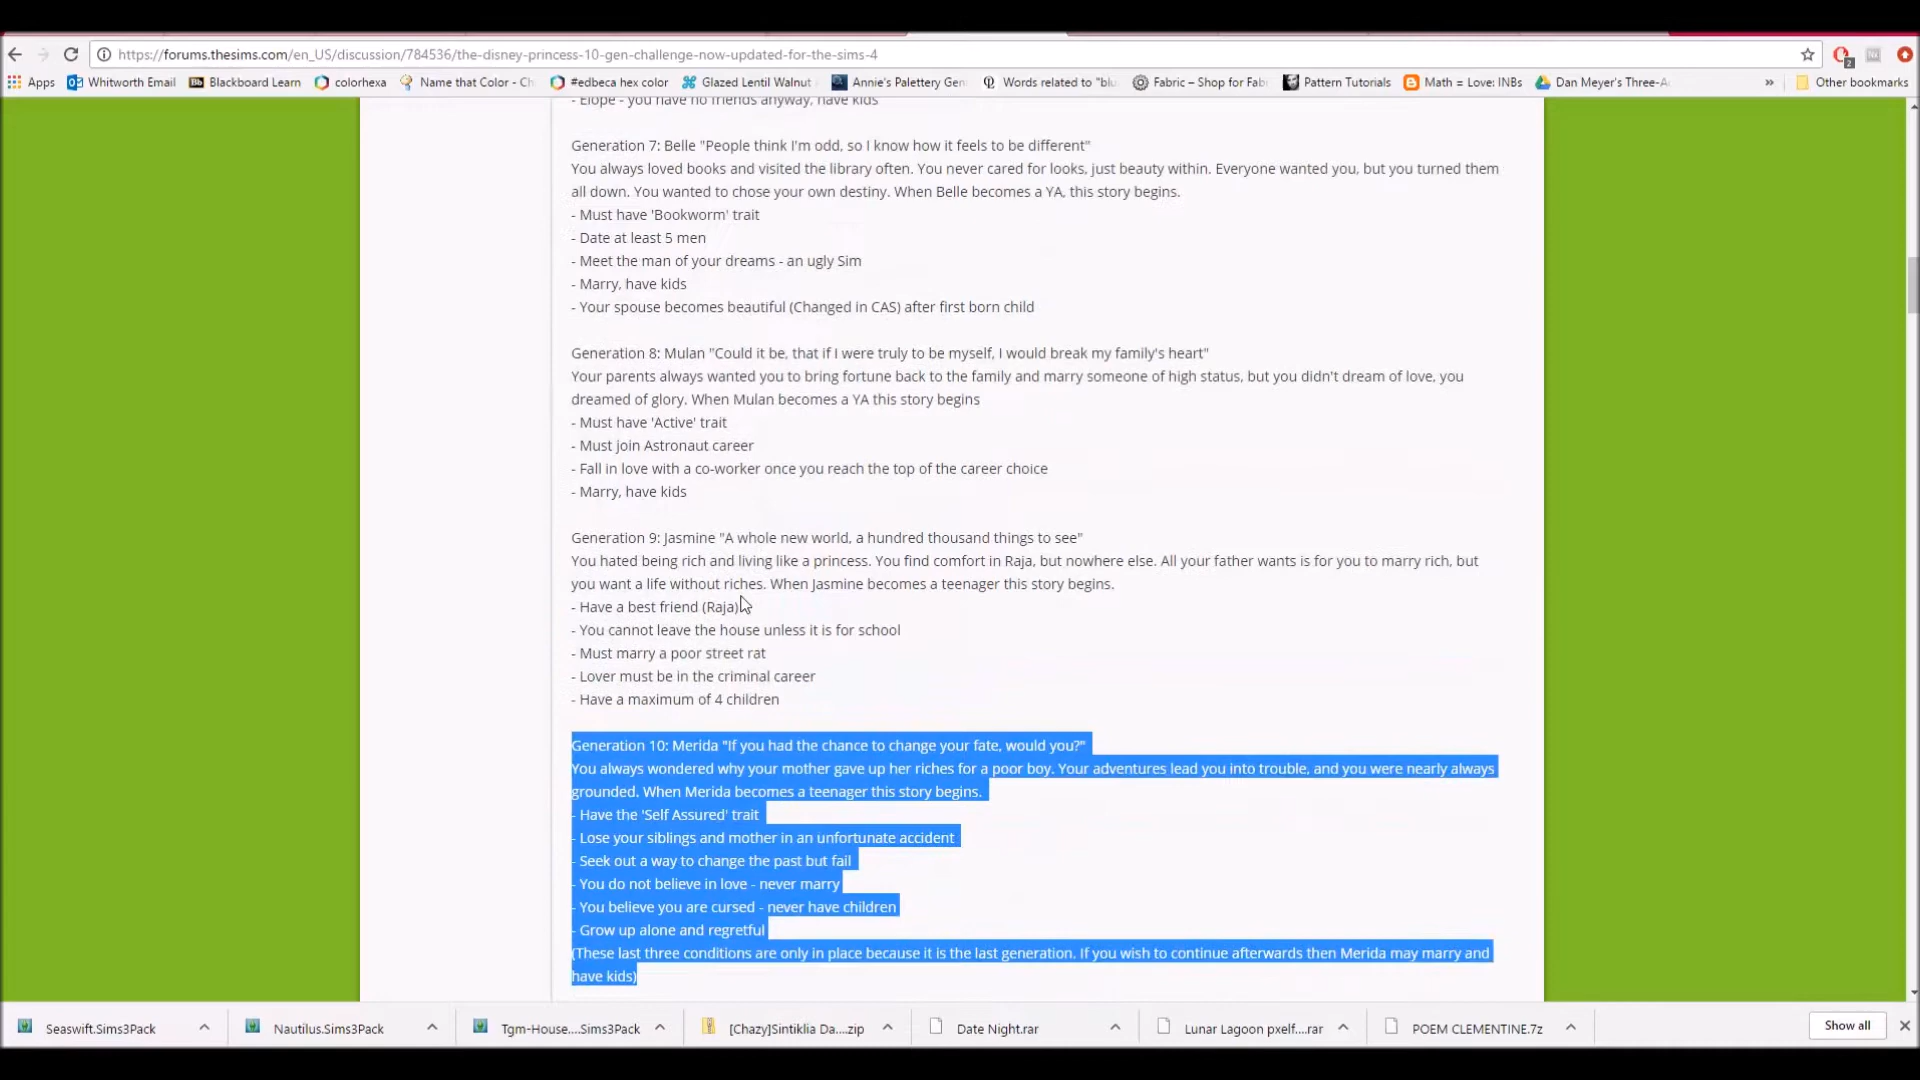 https://forums.thesims.com/en_US/discussion/784536/the-disney-princess-10-gen-challenge-now-updated-for-the-sims-4
2
Apps Whitworth Email Blackboard Learn colorhexa Name that Color - Ch #edbeca hex color Glazed Lentil Walnut Annie's Palettery Gen Words related to "blu Fabric – Shop for Fab Pattern Tutorials Math = Love: INBs Dan Meyer's Three-A » Other bookmarks
- Elope - you have no friends anyway, have kids
Generation 7: Belle "People think I'm odd, so I know how it feels to be different"
You always loved books and visited the library often. You never cared for looks, just beauty within. Everyone wanted you, but you turned them
all down. You wanted to chose your own destiny. When Belle becomes a YA, this story begins.
- Must have 'Bookworm' trait
- Date at least 5 men
- Meet the man of your dreams - an ugly Sim
- Marry, have kids
- Your spouse becomes beautiful (Changed in CAS) after first born child
Generation 8: Mulan "Could it be, that if I were truly to be myself, I would break my family's heart"
Your parents always wanted you to bring fortune back to the family and marry someone of high status, but you didn't dream of love, you
dreamed of glory. When Mulan becomes a YA this story begins
- Must have 'Active' trait
- Must join Astronaut career
- Fall in love with a co-worker once you reach the top of the career choice
- Marry, have kids
Generation 9: Jasmine "A whole new world, a hundred thousand things to see"
You hated being rich and living like a princess. You find comfort in Raja, but nowhere else. All your father wants is for you to marry rich, but
you want a life without riches. When Jasmine becomes a teenager this story begins.
- Have a best friend (Raja)
- You cannot leave the house unless it is for school
- Must marry a poor street rat
- Lover must be in the criminal career
- Have a maximum of 4 children
Generation 10: Merida "If you had the chance to change your fate, would you?"
You always wondered why your mother gave up her riches for a poor boy. Your adventures lead you into trouble, and you were nearly always
grounded. When Merida becomes a teenager this story begins.
- Have the 'Self Assured' trait
- Lose your siblings and mother in an unfortunate accident
- Seek out a way to change the past but fail
- You do not believe in love - never marry
- You believe you are cursed - never have children
- Grow up alone and regretful
(These last three conditions are only in place because it is the last generation. If you wish to continue afterwards then Merida may marry and
have kids)
Seaswift.Sims3Pack Nautilus.Sims3Pack Tgm-House....Sims3Pack [Chazy]Sintiklia Da....zip Date Night.rar Lunar Lagoon pxelf....rar POEM CLEMENTINE.7z Show all